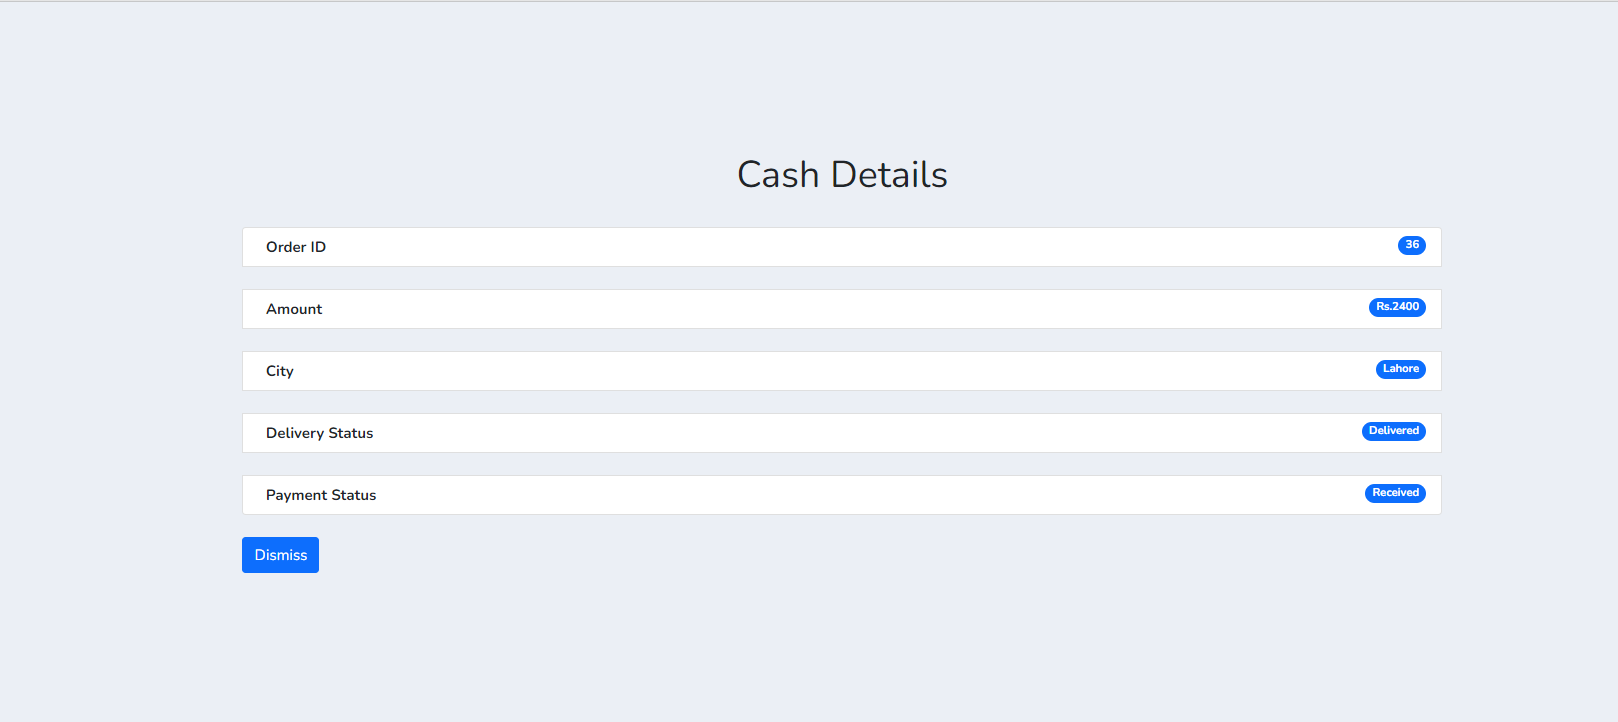 Cash Details
Order ID 36
Amount Rs.2400
City Lahore
Delivery Status Delivered
Payment Status Received
Dismiss